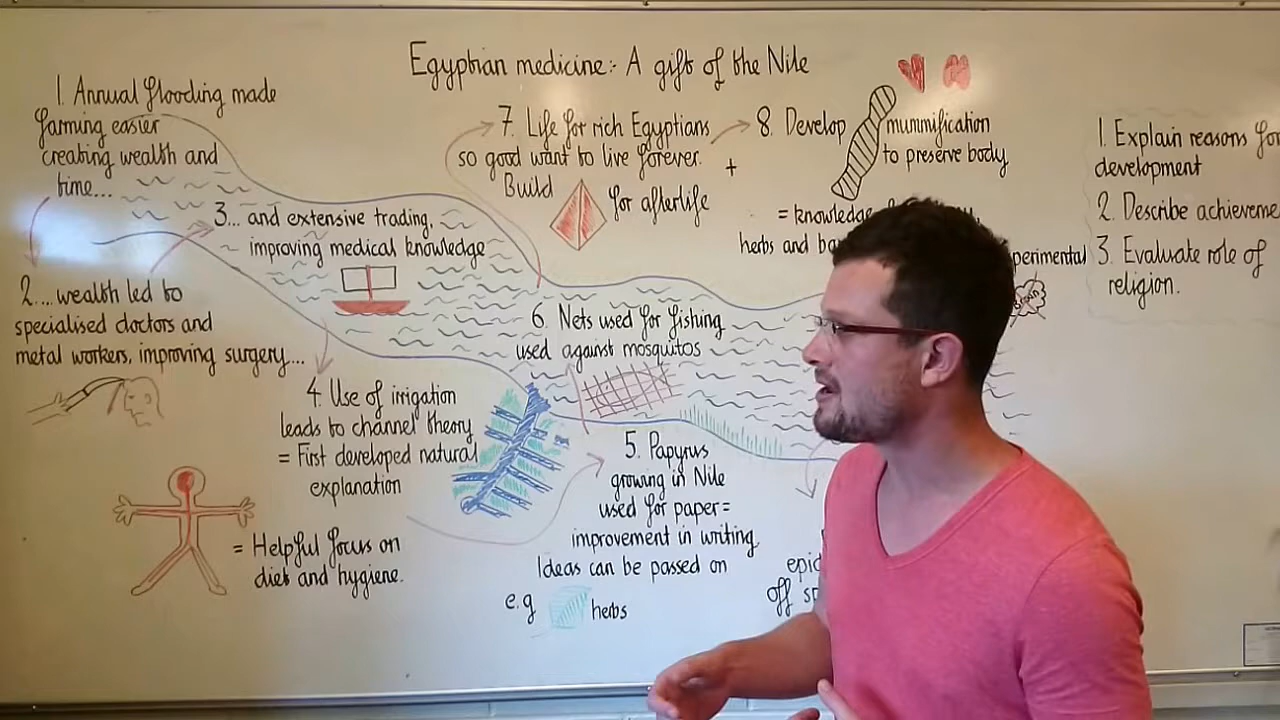 Egyptian medicine:- A gift of the Nile
1. Annual flooding made
farming easier
creating wealth and
time...
2.... wealth led to
specialised doctors and
metal workers, improving surgery...
3... and extensive trading,
improving medical knowledge
4. Use of irrigation
leads to channel theory
= First developed natural
explanation
= Helpful focus on
diet and hygiene.
5. Papyrus
growing in Nile
used for paper=
improvement in writing.
Ideas can be passed on
e.g herbs
6. Nets used for fishing
used against mosquitos
7. Life for rich Egyptians
so good want to live forever.
Build for afterlife
8. Develop mummification
to preserve body
+
= knowledge
herbs and
Brain
off
1. Explain reasons for
development
2. Describe
3. Evaluate role of
religion.